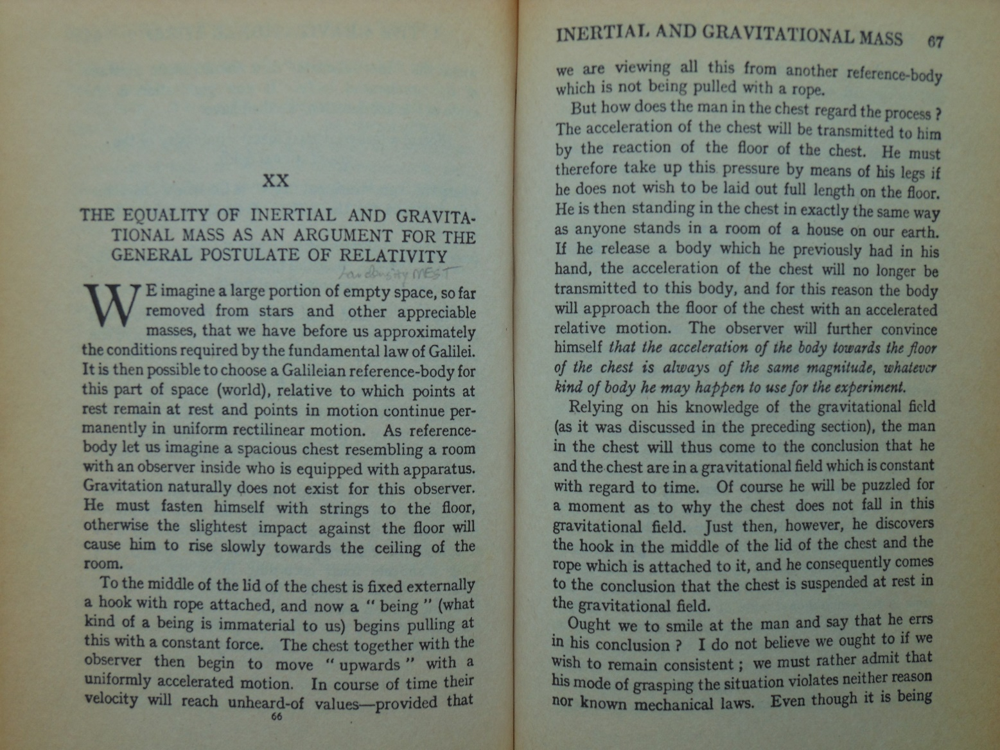 XX
THE EQUALITY OF INERTIAL AND GRAVITA-
TIONAL MASS AS AN ARGUMENT FOR THE
GENERAL POSTULATE OF RELATIVITY
MEST
WE imagine a large portion of empty space, so far
removed from stars and other appreciable
masses, that we have before us approximately
the conditions required by the fundamental law of Galilei.
It is then possible to choose a Galileian reference-body for
this part of space (world), relative to which points at
rest remain at rest and points in motion continue per-
manently in uniform rectilinear motion. As reference-
body let us imagine a spacious chest resembling a room
with an observer inside who is equipped with apparatus.
Gravitation naturally does not exist for this observer.
He must fasten himself with strings to the floor,
otherwise the slightest impact against the floor will
cause him to rise slowly towards the ceiling of the
room.
To the middle of the lid of the chest is fixed externally
a hook with rope attached, and now a “ being ” (what
kind of a being is immaterial to us) begins pulling at
this with a constant force. The chest together with the
observer then begin to move “ upwards ” with a
uniformly accelerated motion. In course of time their
velocity will reach unheard-of values—provided that
66
INERTIAL AND GRAVITATIONAL MASS 67
we are viewing all this from another reference-body
which is not being pulled with a rope.
But how does the man in the chest regard the process ?
The acceleration of the chest will be transmitted to him
by the reaction of the floor of the chest. He must
therefore take up this pressure by means of his legs if
he does not wish to be laid out full length on the floor.
He is then standing in the chest in exactly the same way
as anyone stands in a room of a house on our earth.
If he release a body which he previously had in his
hand, the acceleration of the chest will no longer be
transmitted to this body, and for this reason the body
will approach the floor of the chest with an accelerated
relative motion. The observer will further convince
himself that the acceleration of the body towards the floor
of the chest is always of the same magnitude, whatever
kind of body he may happen to use for the experiment.
Relying on his knowledge of the gravitational field
(as it was discussed in the preceding section), the man
in the chest will thus come to the conclusion that he
and the chest are in a gravitational field which is constant
with regard to time. Of course he will be puzzled for
a moment as to why the chest does not fall in this
gravitational field. Just then, however, he discovers
the hook in the middle of the lid of the chest and the
rope which is attached to it, and he consequently comes
to the conclusion that the chest is suspended at rest in
the gravitational field.
Ought we to smile at the man and say that he errs
in his conclusion ? I do not believe we ought to if we
wish to remain consistent ; we must rather admit that
his mode of grasping the situation violates neither reason
nor known mechanical laws. Even though it is being